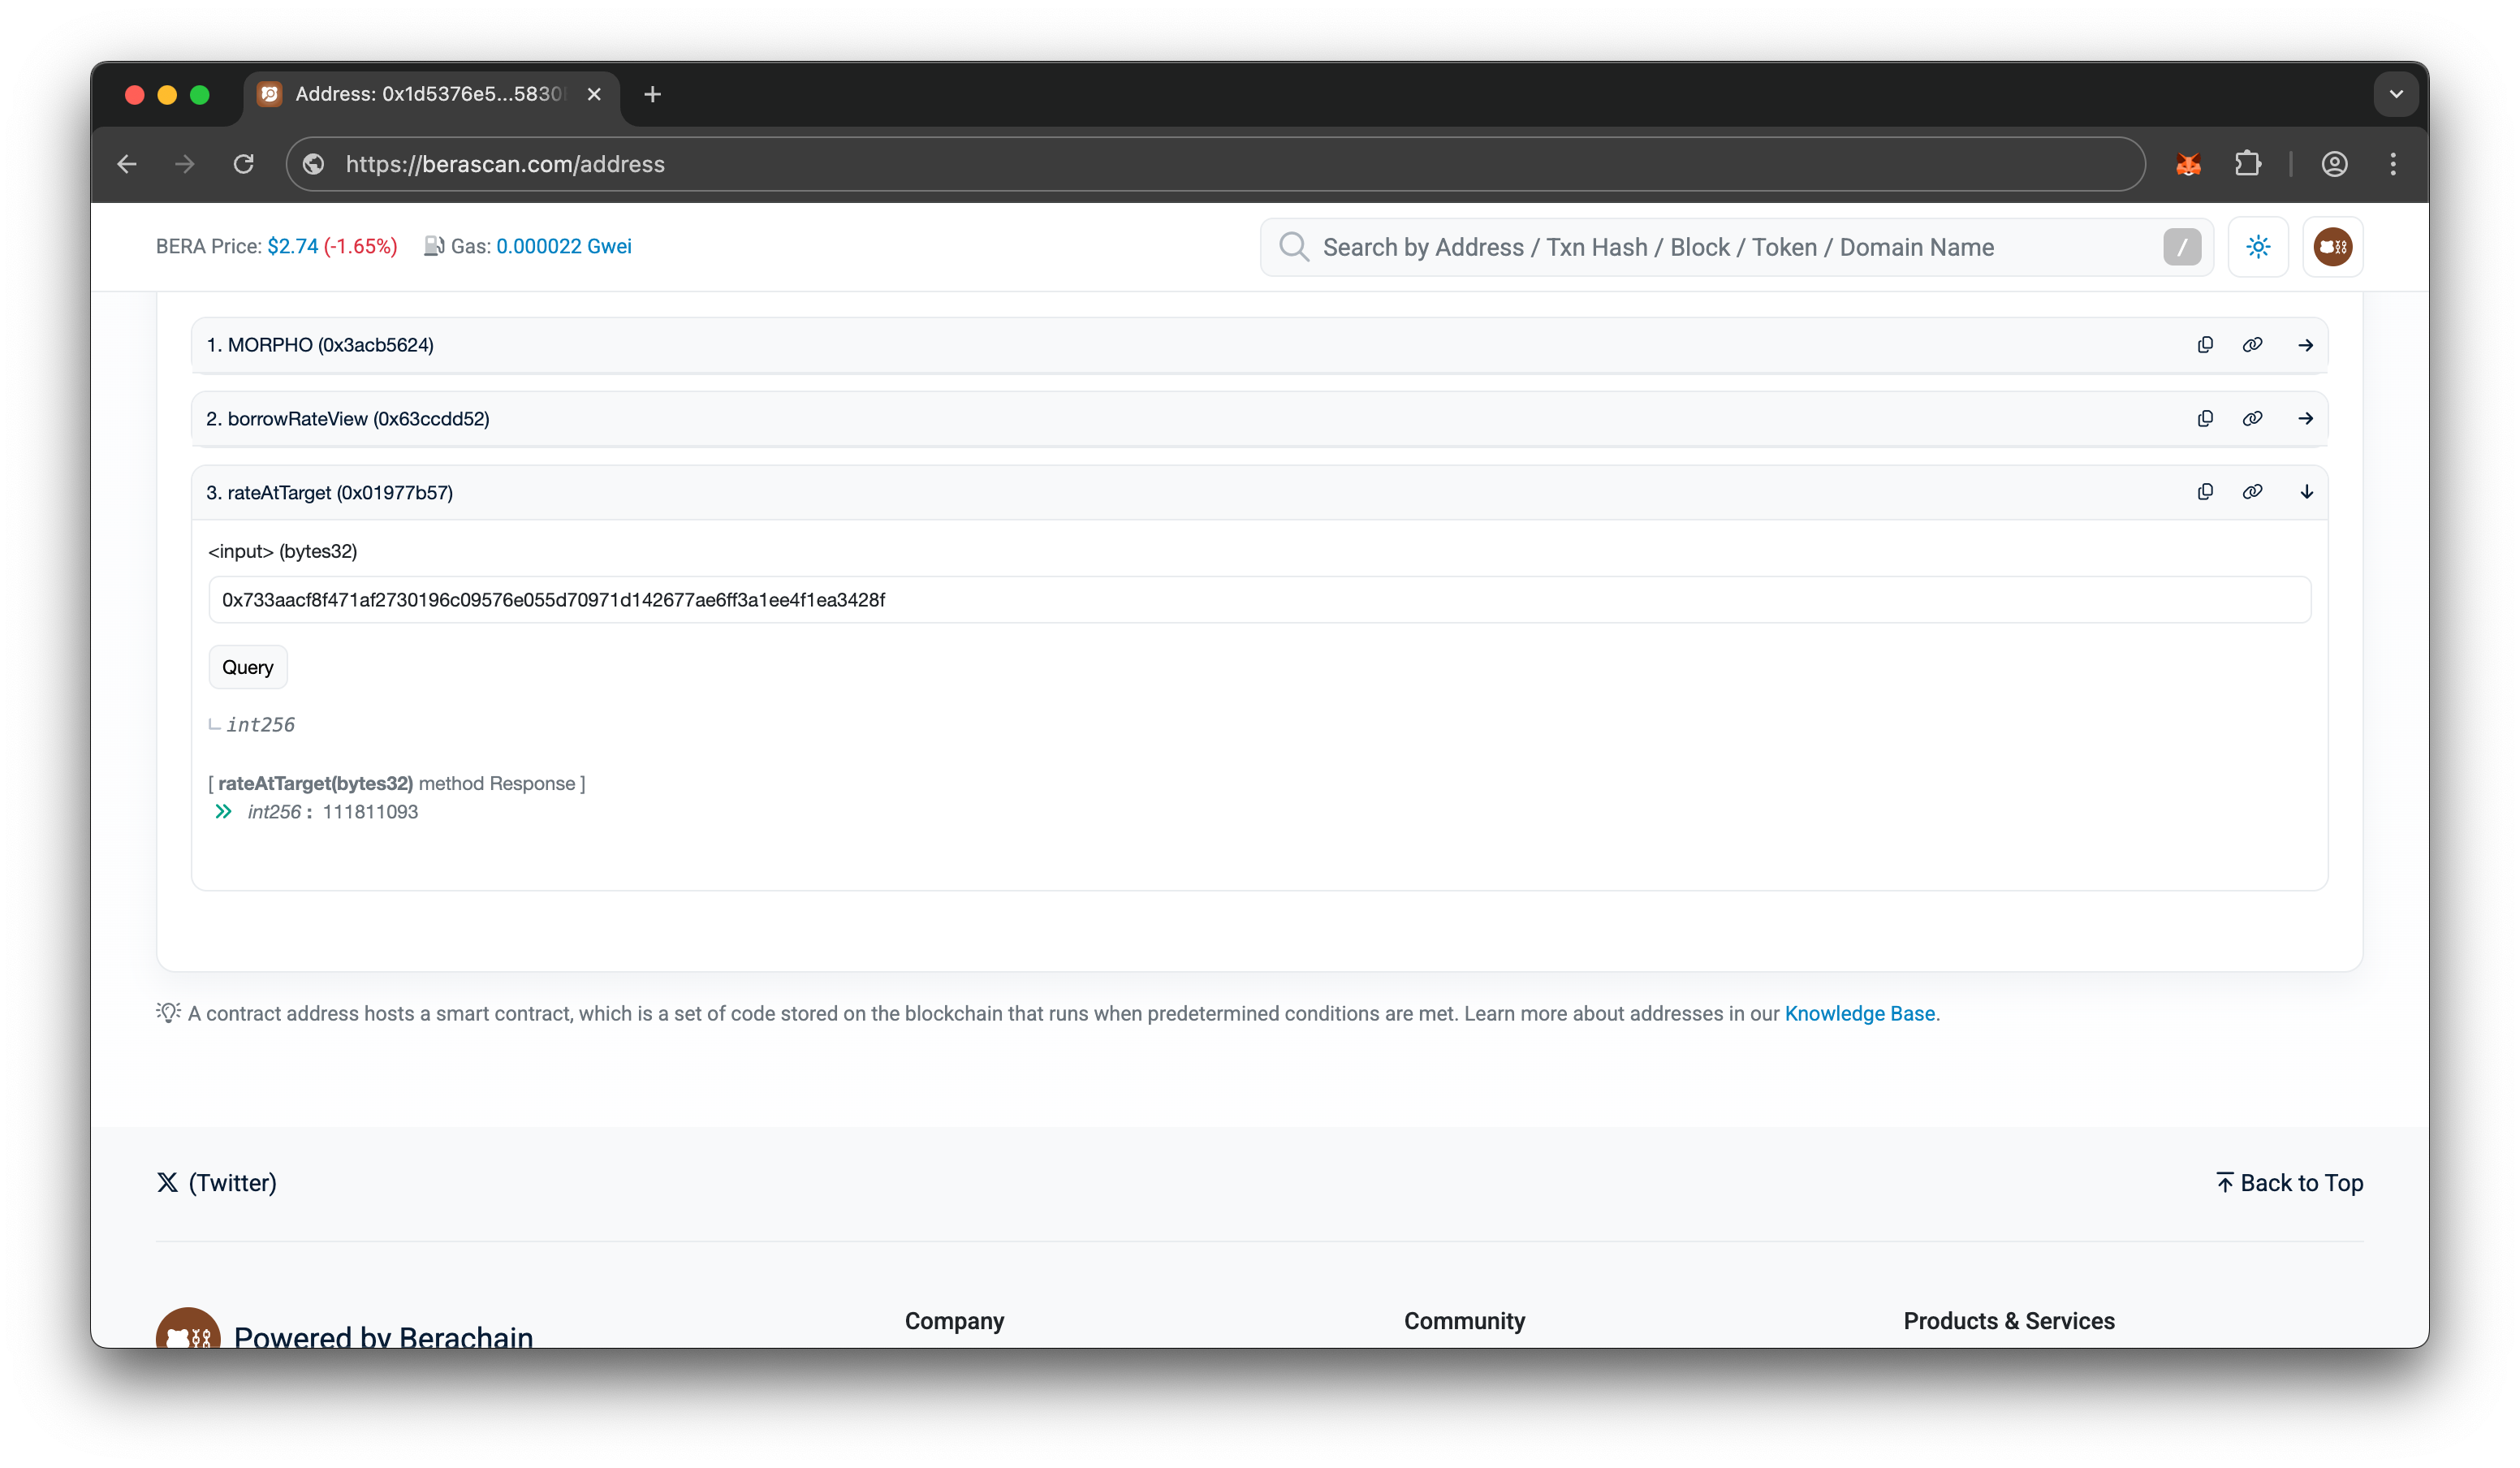 Address: 0x1d5376e5...5830
https://berascan.com/address
BERA Price: $2.74 (-1.65%) Gas: 0.000022 Gwei
Search by Address / Txn Hash / Block / Token / Domain Name
/
1. MORPHO (0x3acb5624)
2. borrowRateView (0x63ccdd52)
3. rateAtTarget (0x01977b57)
<input> (bytes32)
0x733aacf8f471af2730196c09576e055d70971d142677ae6ff3a1ee4f1ea3428f
Query
int256
[ rateAtTarget(bytes32) method Response ]
int256 : 111811093
A contract address hosts a smart contract, which is a set of code stored on the blockchain that runs when predetermined conditions are met. Learn more about addresses in our Knowledge Base.
X (Twitter)
Back to Top
Powered by Berachain
Company
Community
Products & Services